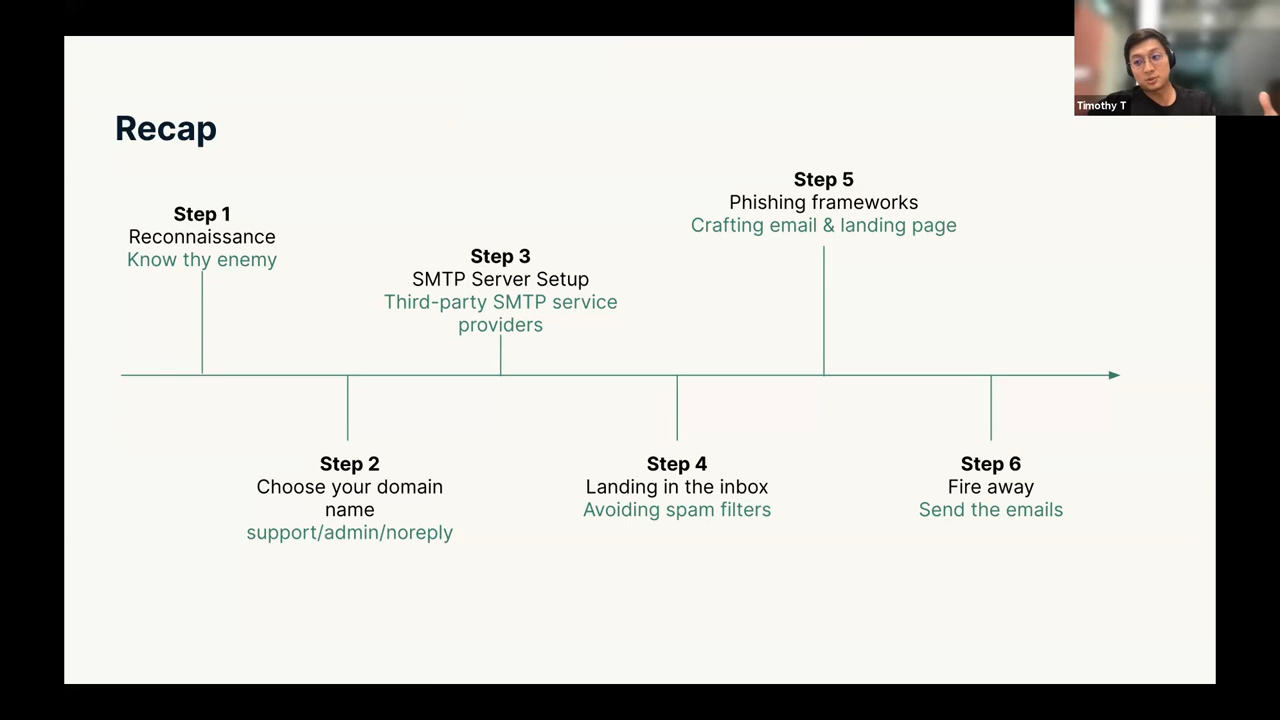 Recap
Step 1
Reconnaissance
Know thy enemy
Step 2
Choose your domain
name
support/admin/noreply
Step 3
SMTP Server Setup
Third-party SMTP service
providers
Step 4
Landing in the inbox
Avoiding spam filters
Step 5
Phishing frameworks
Crafting email & landing page
Step 6
Fire away
Send the emails
Timothy T